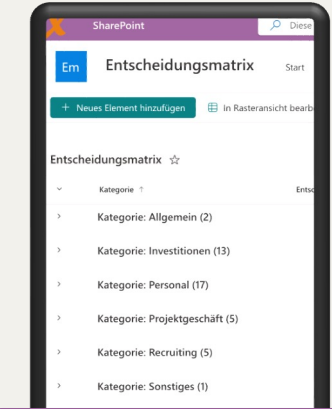 SharePoint
Diese
Em
Entscheidungsmatrix
Start
+ Neues Element hinzufügen
in Rasteransicht bearb
Entscheidungsmatrix ☆
Kategorie ↑
Entsc
Kategorie: Allgemein (2)
Kategorie: Investitionen (13)
Kategorie: Personal (17)
Kategorie: Projektgeschäft (5)
Kategorie: Recruiting (5)
Kategorie: Sonstiges (1)